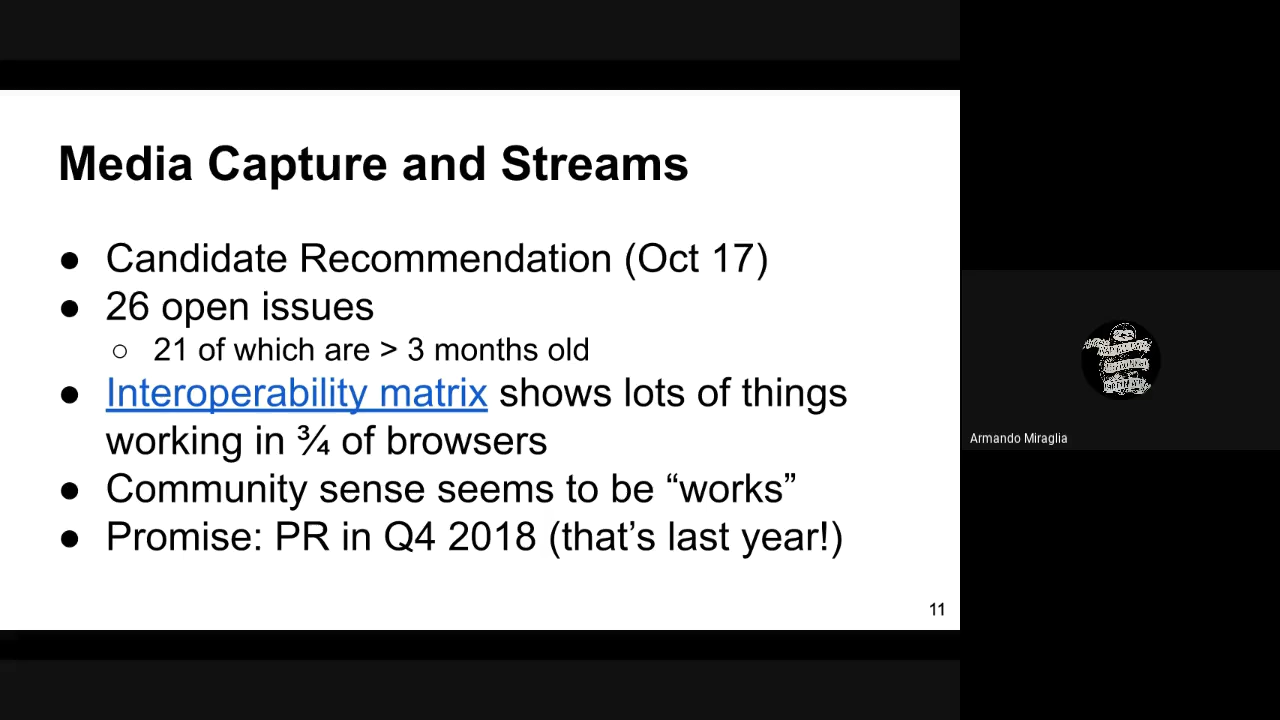 Media Capture and Streams
● Candidate Recommendation (Oct 17)
● 26 open issues
○ 21 of which are > 3 months old
● Interoperability matrix shows lots of things
working in ¾ of browsers
● Community sense seems to be “works”
● Promise: PR in Q4 2018 (that’s last year!)
11
Armando Miraglia